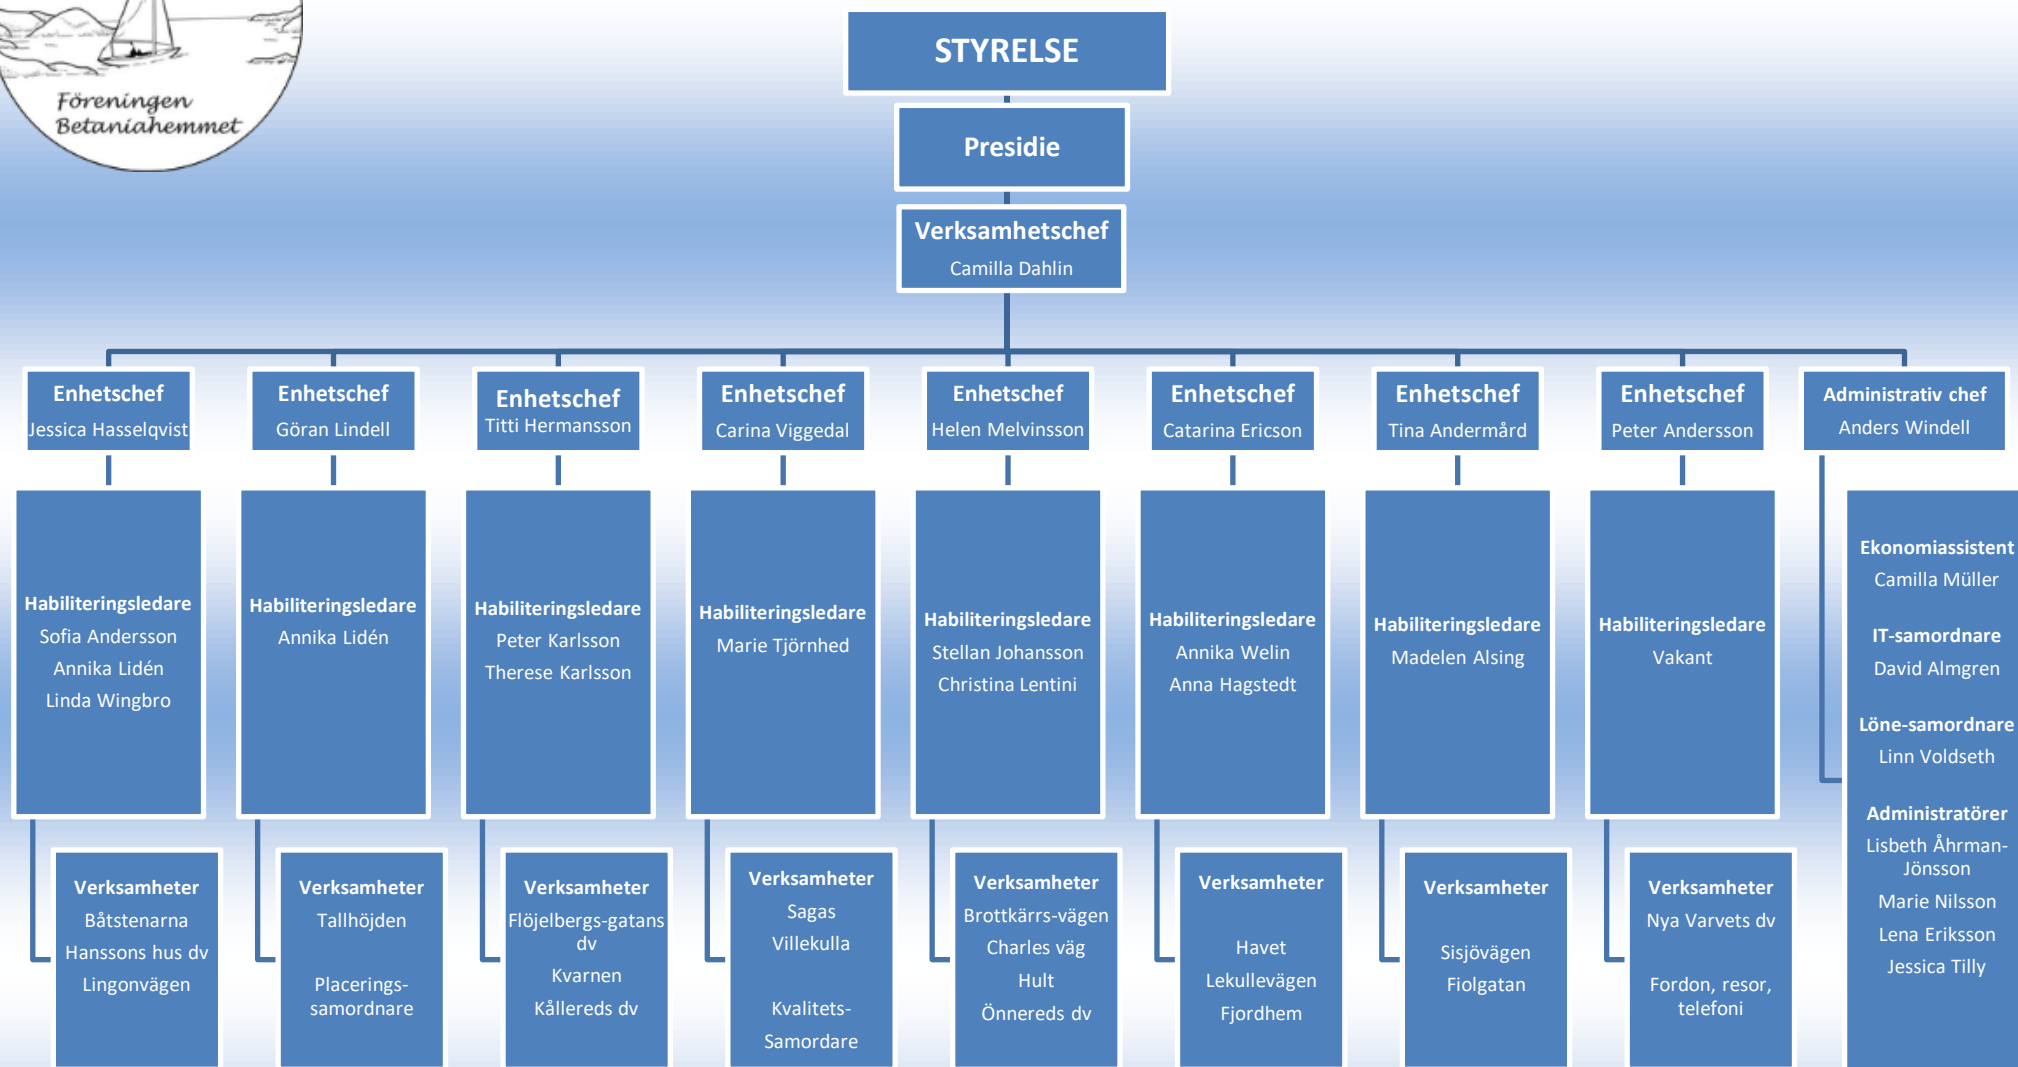 Föreningen
Betaniahemmet
STYRELSE
Presidie
Verksamhetschef
Camilla Dahlin
Enhetschef
Jessica Hasselqvist
Enhetschef
Göran Lindell
Enhetschef
Titti Hermansson
Enhetschef
Carina Viggedal
Enhetschef
Helen Melvinsson
Enhetschef
Catarina Ericson
Enhetschef
Tina Andermård
Enhetschef
Peter Andersson
Administrativ chef
Anders Windell
Habiliteringsledare
Sofia Andersson
Annika Lidén
Linda Wingbro
Habiliteringsledare
Annika Lidén
Habiliteringsledare
Peter Karlsson
Therese Karlsson
Habiliteringsledare
Marie Tjörnhed
Habiliteringsledare
Stellan Johansson
Christina Lentini
Habiliteringsledare
Annika Welin
Anna Hagstedt
Habiliteringsledare
Madelen Alsing
Habiliteringsledare
Vakant
Ekonomiassistent
Camilla Müller
IT-samordnare
David Almgren
Löne-samordnare
Linn Voldseth
Administratörer
Lisbeth Åhrman-
Jönsson
Marie Nilsson
Lena Eriksson
Jessica Tilly
Verksamheter
Båtstenarna
Hanssons hus dv
Lingonvägen
Verksamheter
Tallhöjden
Placerings-
samordnare
Verksamheter
Flöjelbergs-gatans
dv
Kvarnen
Kållereds dv
Verksamheter
Sagas
Villekulla
Kvalitets-
Samordare
Verksamheter
Brottkärrs-vägen
Charles väg
Hult
Önnereds dv
Verksamheter
Havet
Lekullevägen
Fjordhem
Verksamheter
Sisjövägen
Fiolgatan
Verksamheter
Nya Varvets dv
Fordon, resor,
telefoni